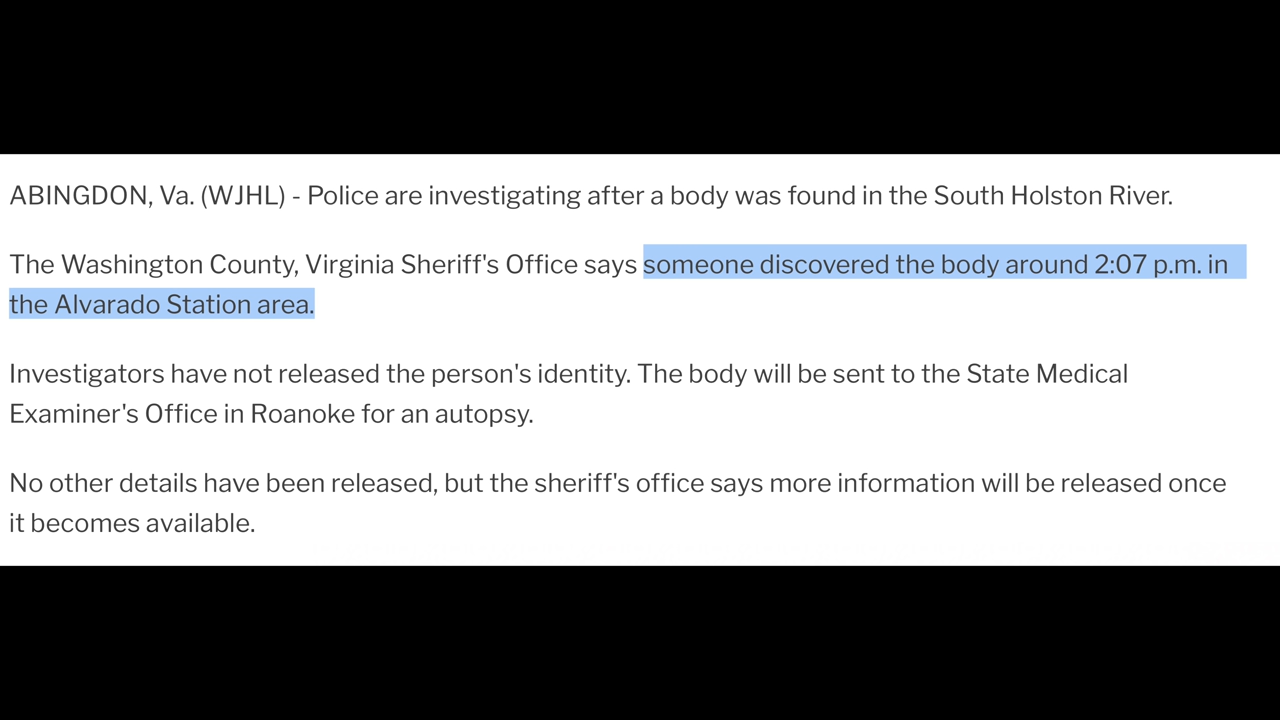 ABINGDON, Va. (WJHL) - Police are investigating after a body was found in the South Holston River.
The Washington County, Virginia Sheriff's Office says someone discovered the body around 2:07 p.m. in
the Alvarado Station area.
Investigators have not released the person's identity. The body will be sent to the State Medical
Examiner's Office in Roanoke for an autopsy.
No other details have been released, but the sheriff's office says more information will be released once
it becomes available.